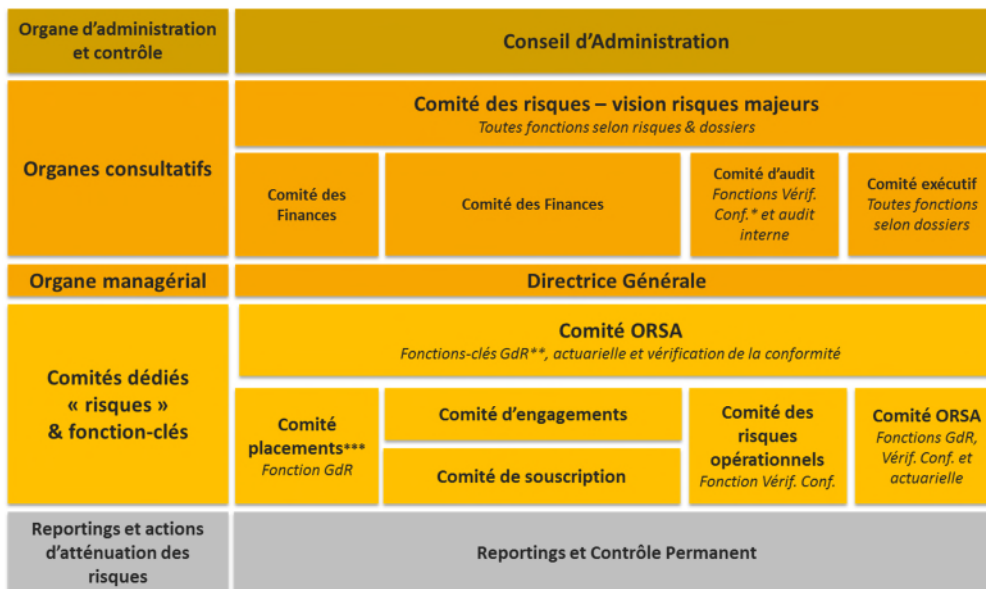 Organe d'administration
et contrôle
Conseil d'Administration
Organes consultatifs
Comité des risques – vision risques majeurs
Toutes fonctions selon risques & dossiers
Comité des
Finances
Comité des Finances
Comité d'audit
Fonctions Vérif.
Conf.* et audit
interne
Comité exécutif
Toutes fonctions
selon dossiers
Organe managérial
Directrice Générale
Comités dédiés
« risques »
& fonction-clés
Comité ORSA
Fonctions-clés GdR**, actuarielle et vérification de la conformité
Comité
placements***
Fonction GdR
Comité d'engagements
Comité de souscription
Comité des
risques
opérationnels
Fonction Vérif. Conf.
Comité ORSA
Fonctions GdR,
Vérif. Conf. et
actuarielle
Reportings et actions
d'atténuation des
risques
Reportings et Contrôle Permanent